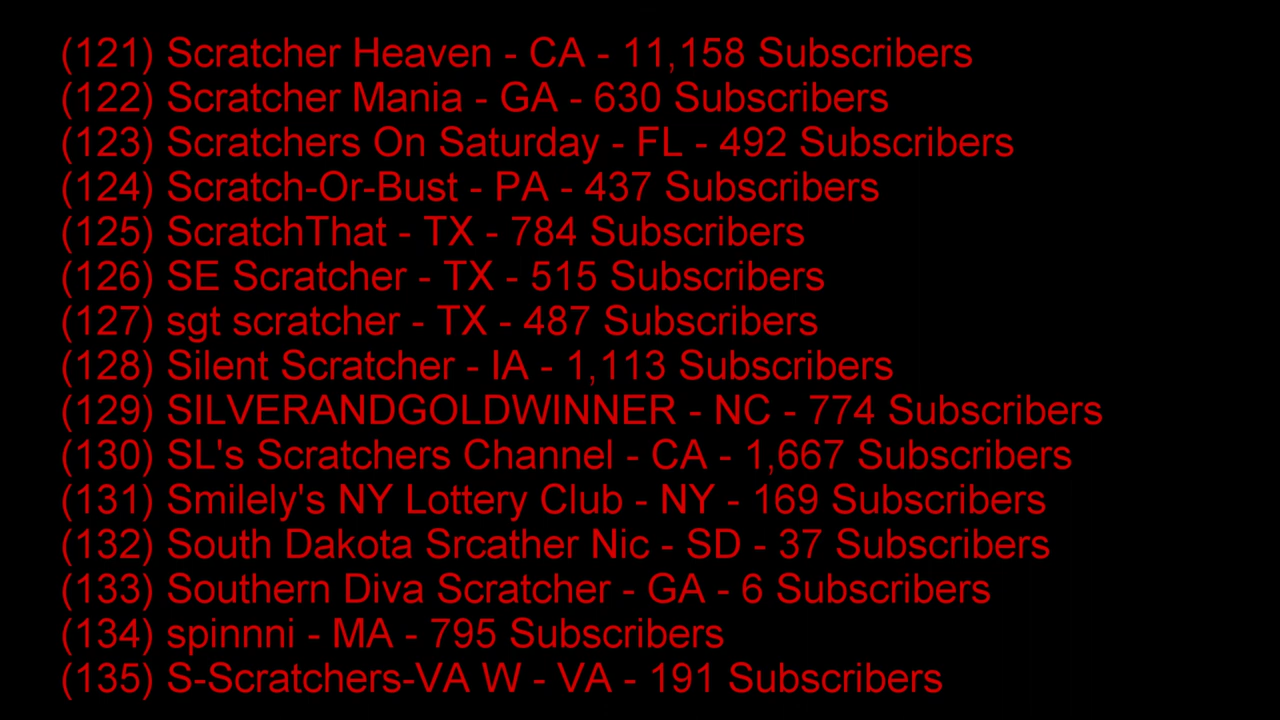 (121) Scratcher Heaven - CA - 11,158 Subscribers
(122) Scratcher Mania - GA - 630 Subscribers
(123) Scratchers On Saturday - FL - 492 Subscribers
(124) Scratch-Or-Bust - PA - 437 Subscribers
(125) ScratchThat - TX - 784 Subscribers
(126) SE Scratcher - TX - 515 Subscribers
(127) sgt scratcher - TX - 487 Subscribers
(128) Silent Scratcher - IA - 1,113 Subscribers
(129) SILVERANDGOLDWINNER - NC - 774 Subscribers
(130) SL's Scratchers Channel - CA - 1,667 Subscribers
(131) Smilely's NY Lottery Club - NY - 169 Subscribers
(132) South Dakota Srcather Nic - SD - 37 Subscribers
(133) Southern Diva Scratcher - GA - 6 Subscribers
(134) spinnni - MA - 795 Subscribers
(135) S-Scratchers-VA W - VA - 191 Subscribers